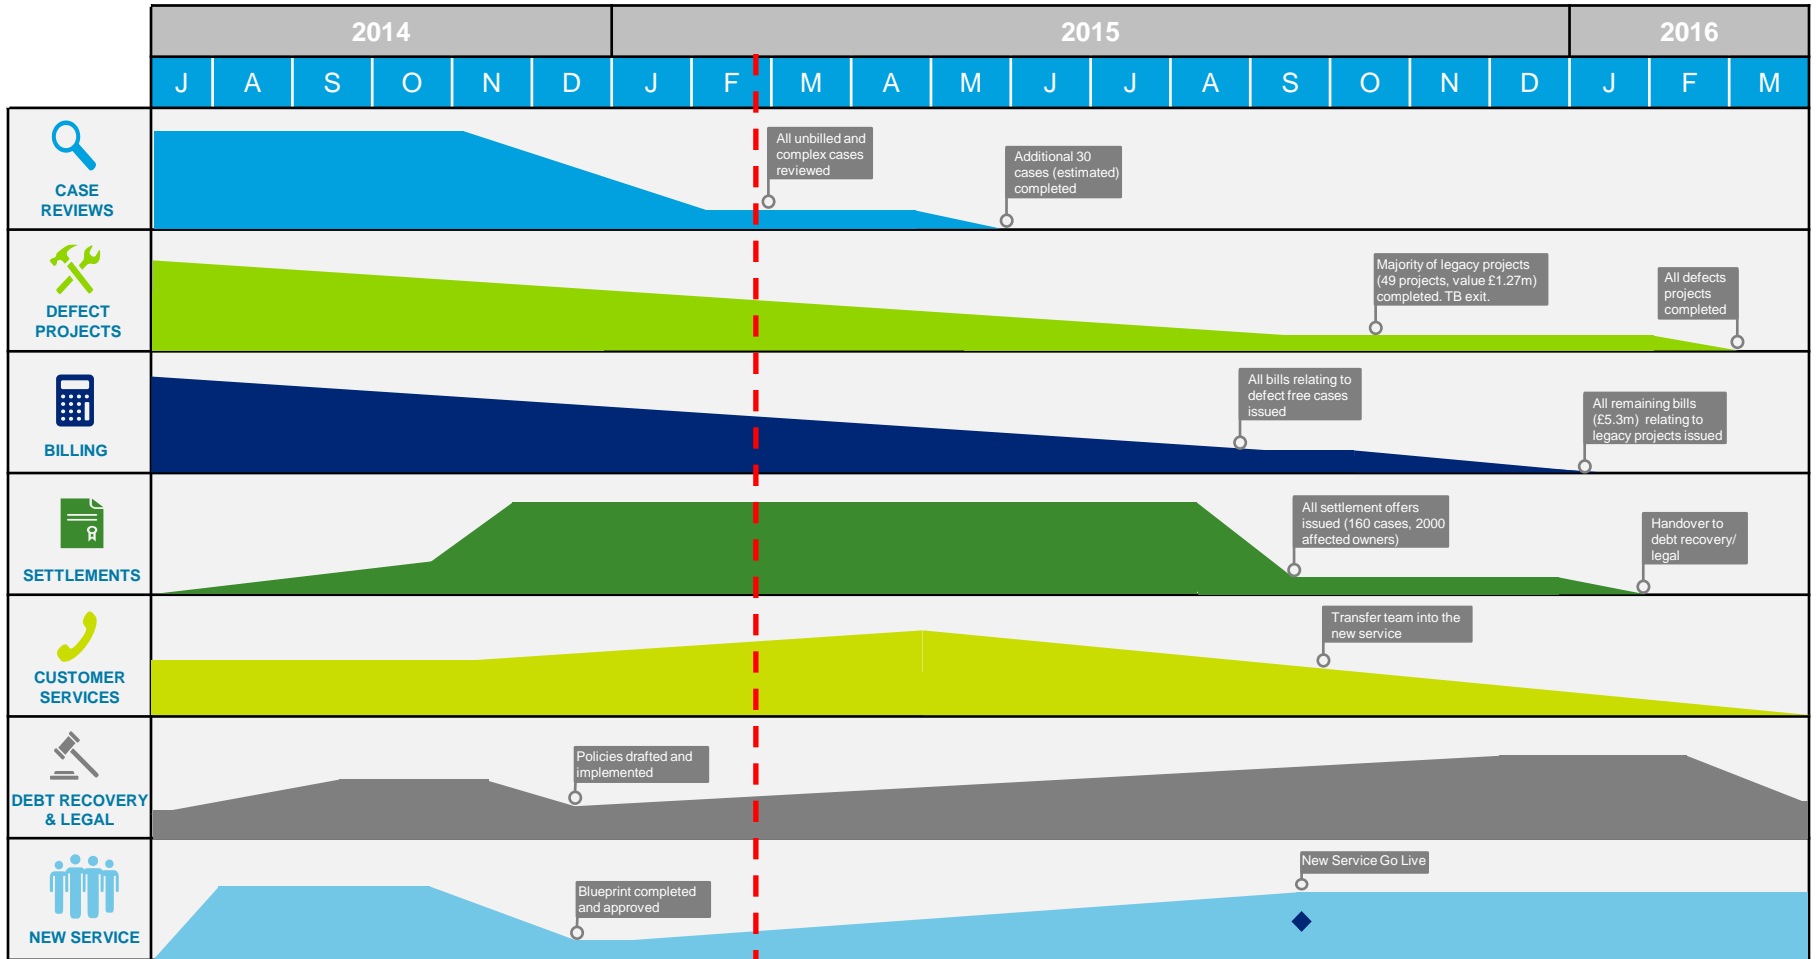 2014 2015 2016
J A S O N D J F M A M J J A S O N D J F M
CASE
REVIEWS
All unbilled and
complex cases
reviewed
Additional 30
cases (estimated)
completed
DEFECT
PROJECTS
Majority of legacy projects
(49 projects, value £1.27m)
completed. TB exit.
All defects
projects
completed
BILLING
All bills relating to
defect free cases
issued
All remaining bills
(£5.3m) relating to
legacy projects issued
SETTLEMENTS
All settlement offers
issued (160 cases, 2000
affected owners)
Handover to
debt recovery/
legal
CUSTOMER
SERVICES
Transfer team into the
new service
DEBT RECOVERY
& LEGAL
Policies drafted and
implemented
NEW SERVICE
Blueprint completed
and approved
New Service Go Live